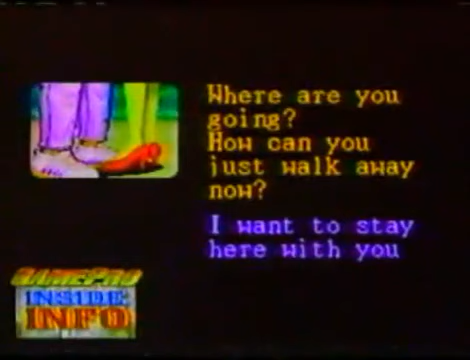 Where are you
going?
How can you
just walk away
now?
I want to stay
here with you
GAMEPRO
INSIDE
INFO